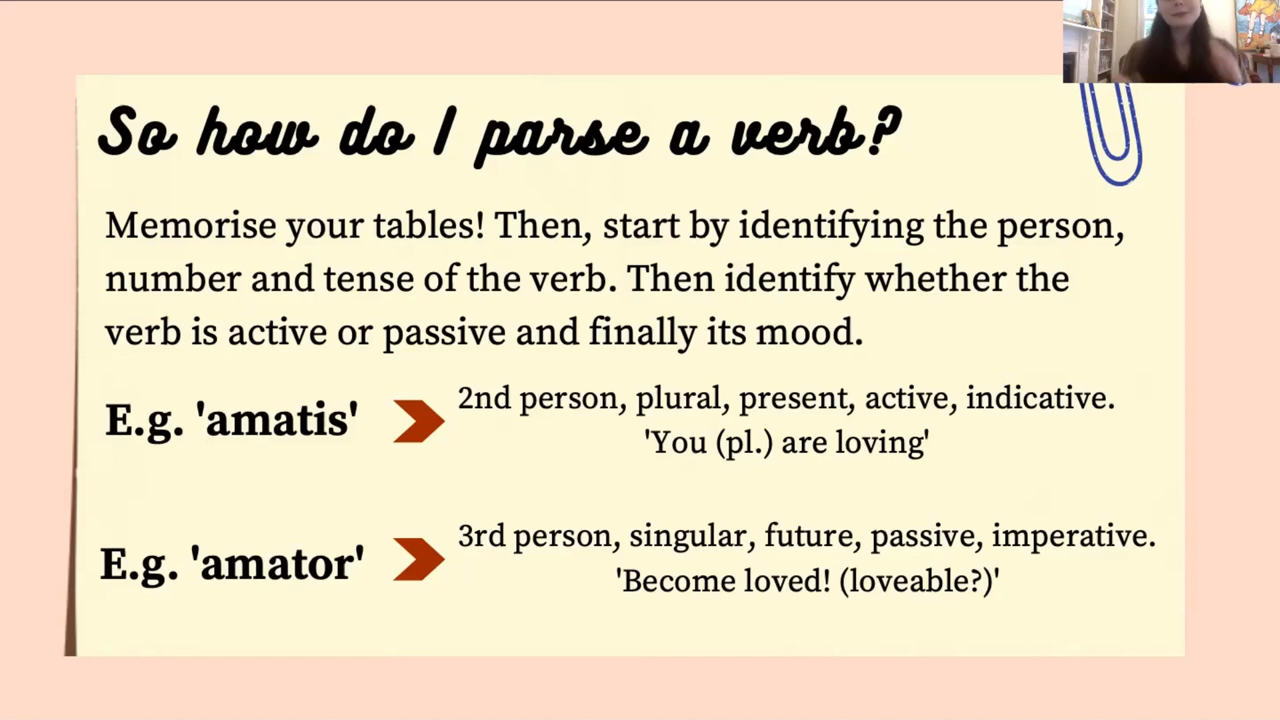 So how do I parse a verb?
Memorise your tables! Then, start by identifying the person,
number and tense of the verb. Then identify whether the
verb is active or passive and finally its mood.
E.g. 'amatis'
2nd person, plural, present, active, indicative.
'You (pl.) are loving'
E.g. 'amator'
3rd person, singular, future, passive, imperative.
'Become loved! (loveable?)'